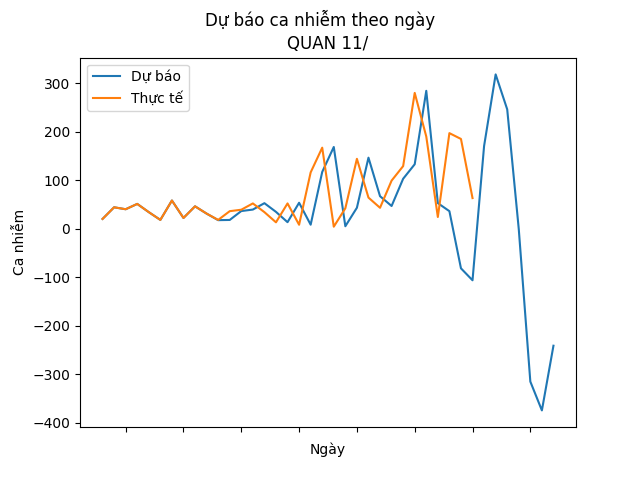 Dự báo ca nhiễm theo ngày
QUAN 11/
Dự báo
Thực tế
300
200
100
0
−100
−200
−300
−400
Ca nhiễm
Ngày